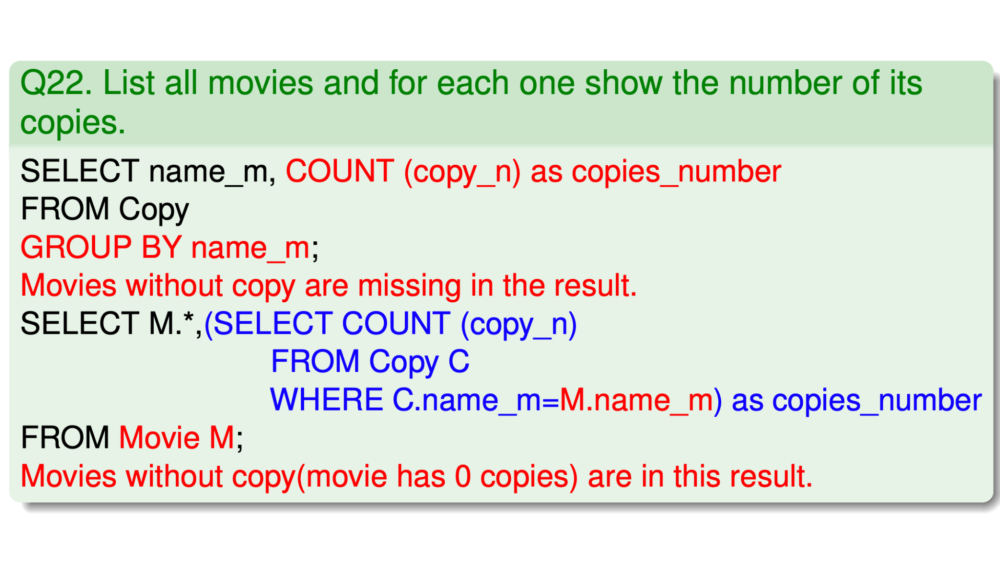 Q22. List all movies and for each one show the number of its
copies.
SELECT name_m, COUNT (copy_n) as copies_number
FROM Copy
GROUP BY name_m;
Movies without copy are missing in the result.
SELECT M.*,(SELECT COUNT (copy_n)
FROM Copy C
WHERE C.name_m=M.name_m) as copies_number
FROM Movie M;
Movies without copy(movie has 0 copies) are in this result.